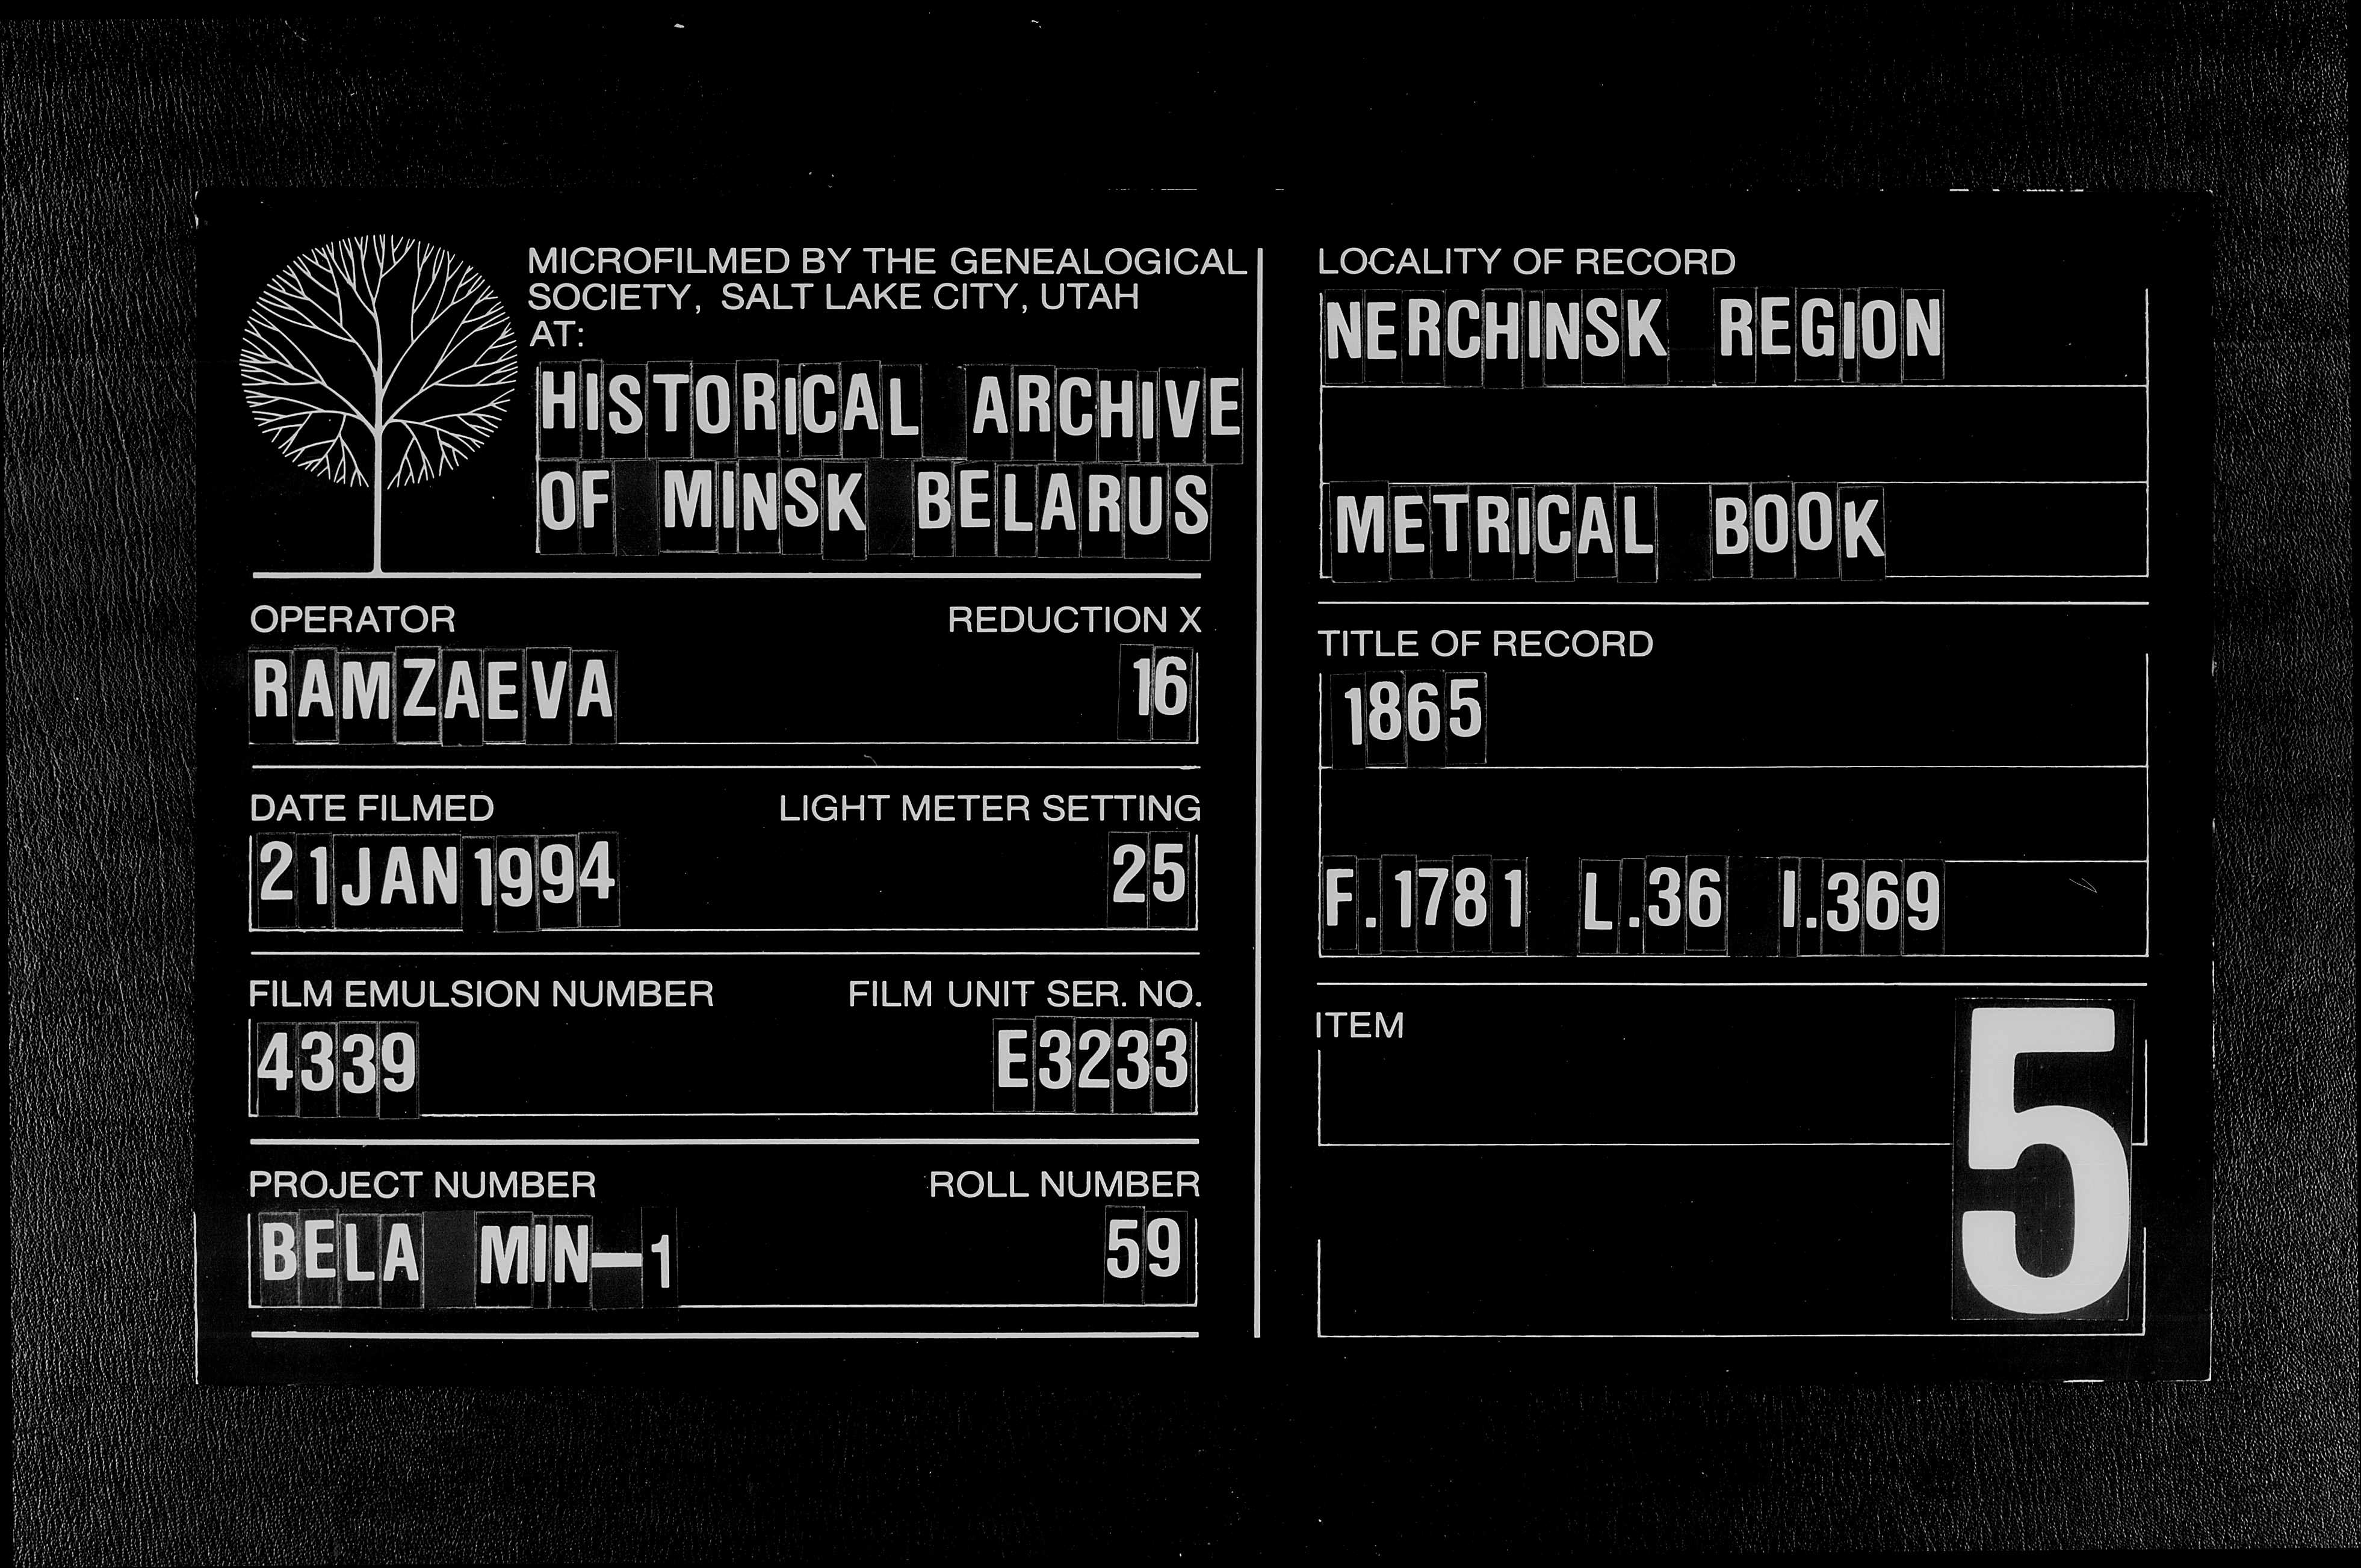 MICROFILMED BY THE GENEALOGICAL
SOCIETY, SALT LAKE CITY, UTAH
AT:
HISTORICAL ARCHIVE
OF MINSK BELARUS
OPERATOR REDUCTION X
RAMZAEVA 16
DATE FILMED LIGHT METER SETTING
21 JAN 1994 25
FILM EMULSION NUMBER FILM UNIT SER. NO.
4339 E3233
PROJECT NUMBER ROLL NUMBER
BELA MIN-1 59
LOCALITY OF RECORD
NERCHINSK REGION
METRICAL BOOK
TITLE OF RECORD
1865
F.1781 L.36 I.369
ITEM
5